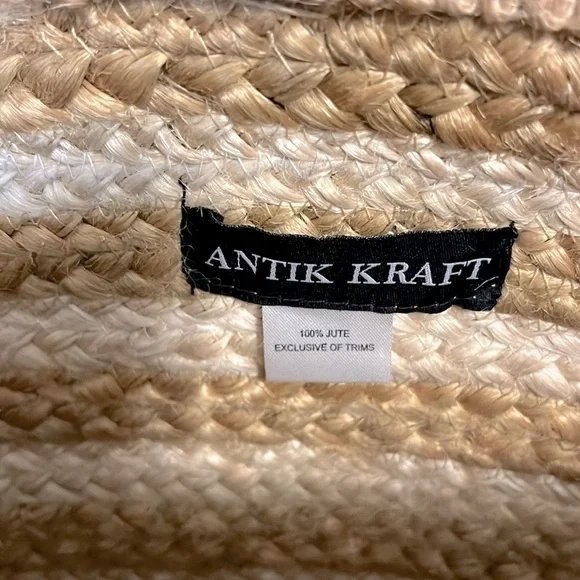 ANTIK KRAFT
100% JUTE
EXCLUSIVE OF TRIMS